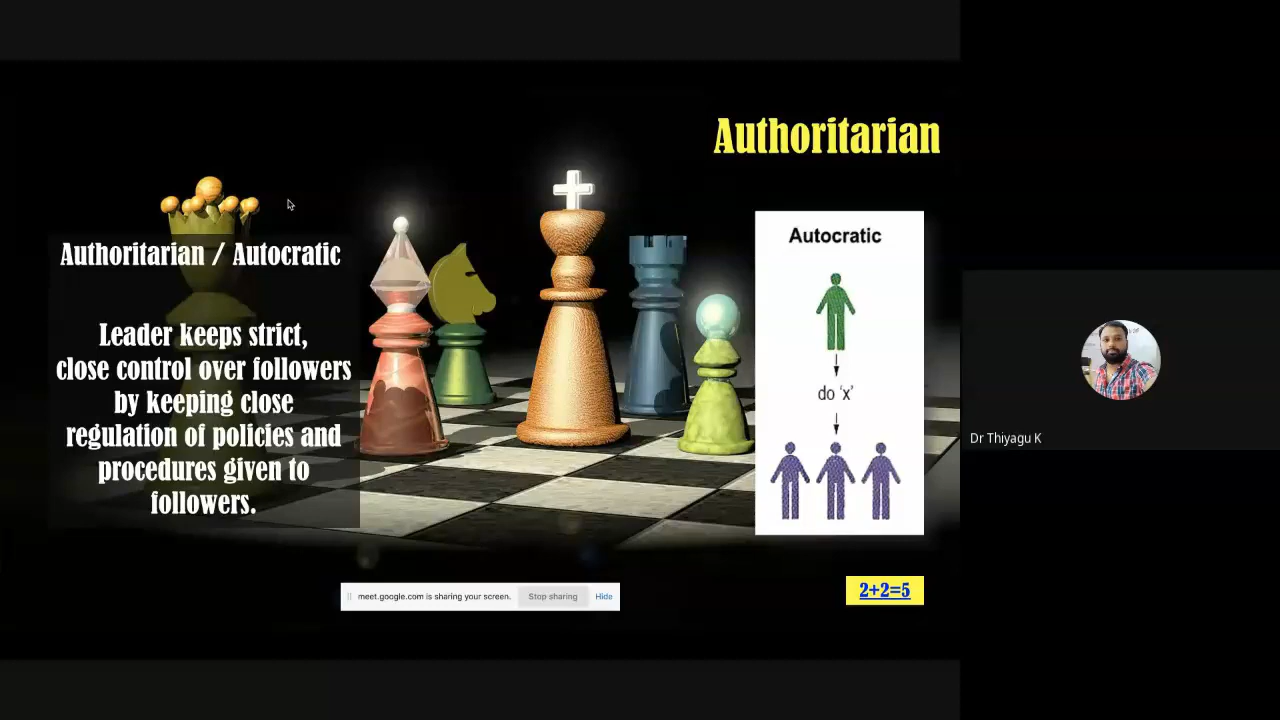 Authoritarian
Authoritarian / Autocratic
Leader keeps strict,
close control over followers
by keeping close
regulation of policies and
procedures given to
followers.
Autocratic
do ‘x’
2+2=5
meet.google.com is sharing your screen.
Stop sharing
Hide
Dr Thiyagu K